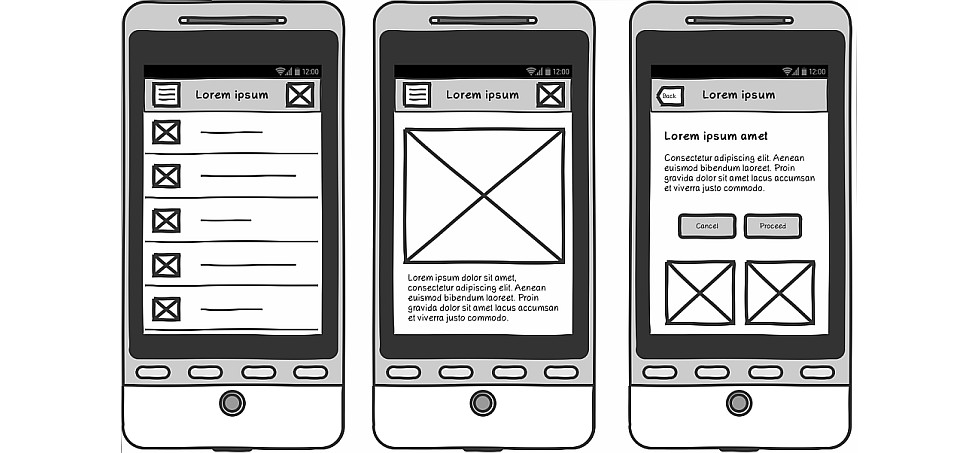 12:00
Lorem ipsum
12:00
Lorem ipsum
Lorem ipsum dolor sit amet,
consectetur adipiscing elit. Aenean
euismod bibendum laoreet. Proin
gravida dolor sit amet lacus accumsan
et viverra justo commodo.
12:00
Back
Lorem ipsum
Lorem ipsum amet
Consectetur adipiscing elit. Aenean
euismod bibendum laoreet. Proin
gravida dolor sit amet lacus accumsan
et viverra justo commodo.
Cancel
Proceed